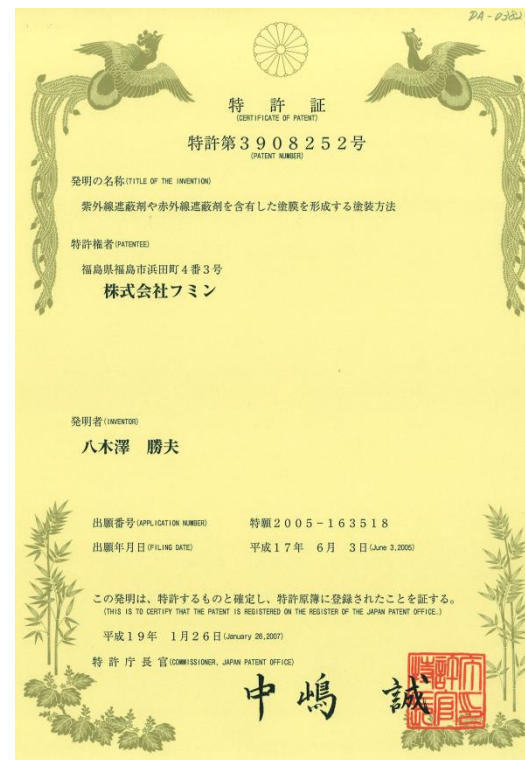 DA-0382
特許証
(CERTIFICATE OF PATENT)
特許第3908252号
(PATENT NUMBER)
発明の名称(TITLE OF THE INVENTION)
紫外線遮蔽剤や赤外線遮蔽剤を含有した塗膜を形成する塗装方法
特許権者(PATENTEE)
福島県福島市浜田町4番3号
株式会社フミン
発明者(INVENTOR)
八木澤 勝夫
出願番号(APPLICATION NUMBER) 特願2005-163518
出願年月日(FILING DATE) 平成17年 6月 3日(June 3,2005)
この発明は、特許するものと確定し、特許原簿に登録されたことを証する。
(THIS IS TO CERTIFY THAT THE PATENT IS REGISTERED ON THE REGISTER OF THE JAPAN PATENT OFFICE.)
平成19年 1月26日(January 26,2007)
特許庁長官(COMMISSIONER, JAPAN PATENT OFFICE)
中嶋 誠